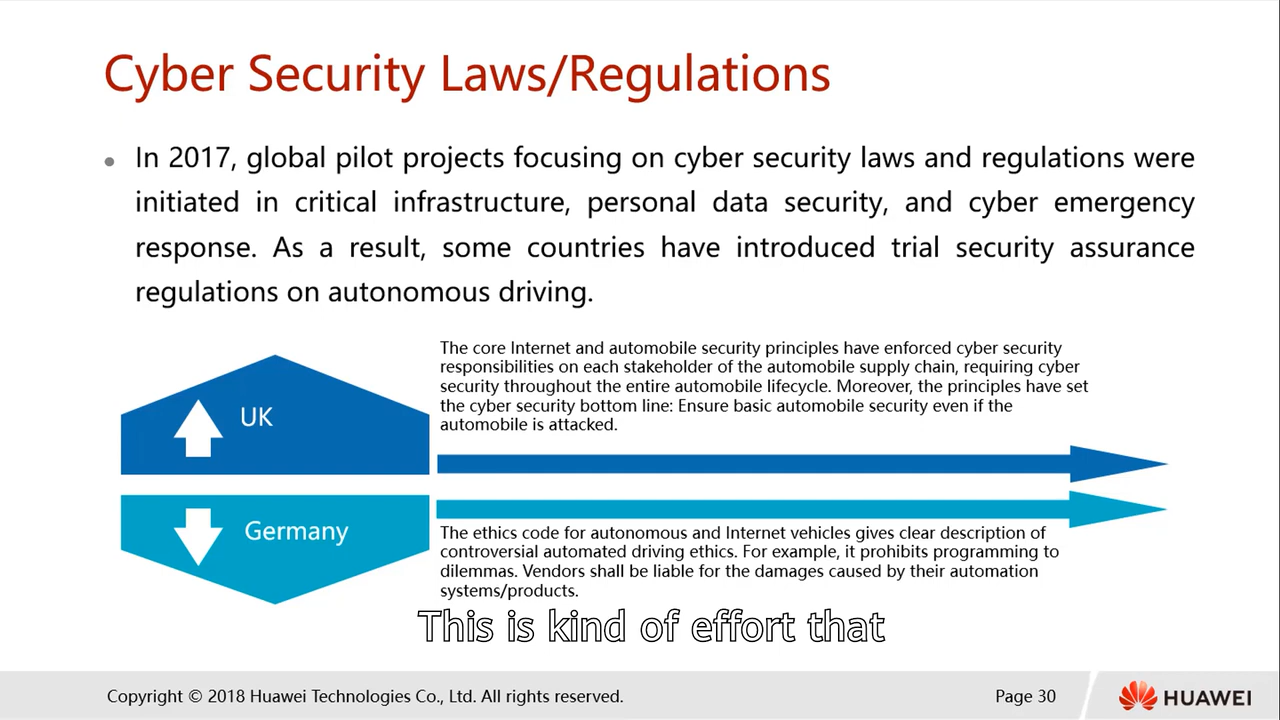 Cyber Security Laws/Regulations
• In 2017, global pilot projects focusing on cyber security laws and regulations were
initiated in critical infrastructure, personal data security, and cyber emergency
response. As a result, some countries have introduced trial security assurance
regulations on autonomous driving.
UK
The core Internet and automobile security principles have enforced cyber security
responsibilities on each stakeholder of the automobile supply chain, requiring cyber
security throughout the entire automobile lifecycle. Moreover, the principles have set
the cyber security bottom line: Ensure basic automobile security even if the
automobile is attacked.
Germany
The ethics code for autonomous and Internet vehicles gives clear description of
controversial automated driving ethics. For example, it prohibits programming to
dilemmas. Vendors shall be liable for the damages caused by their automation
systems/products.
This is kind of effort that
Copyright © 2018 Huawei Technologies Co., Ltd. All rights reserved.
Page 30
HUAWEI